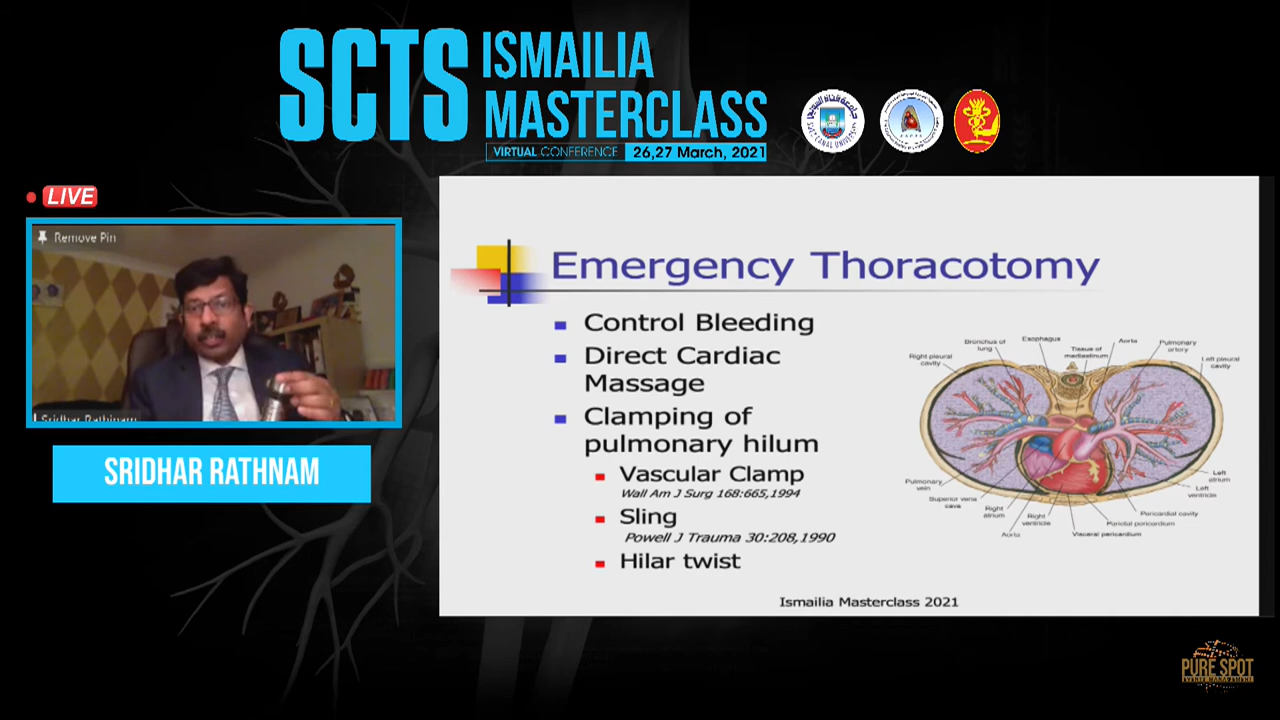 SCTS
ISMAILIA
MASTERCLASS
VIRTUAL CONFERENCE 26,27 March, 2021
LIVE
Remove Pin
Sridhar Rathinam
SRIDHAR RATHNAM
Emergency Thoracotomy
Control Bleeding
Direct Cardiac
Massage
Clamping of
pulmonary hilum
Vascular Clamp
Wall Am J Surg 168:665,1994
Sling
Powell J Trauma 30:208,1990
Hilar twist
Bronchus of
lung
Esophagus
Tissue of
mediastinum
Aorta
Pulmonary
artery
Right pleural
cavity
Left pleural
cavity
Pulmonary
vein
Superior vena
cava
Right
atrium
Aorta
Right
ventricle
Visceral pericardium
Parietal pericardium
Pericardial cavity
Left
ventricle
Left
atrium
Ismailia Masterclass 2021
PURE SPOT